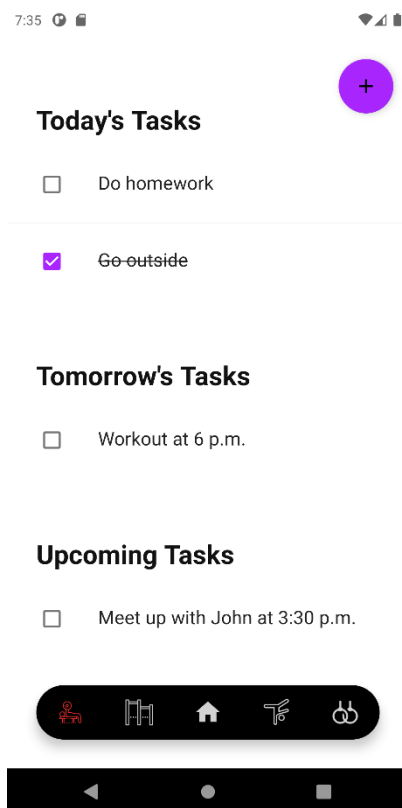 7:35
Today's Tasks
Do homework
Go outside
Tomorrow's Tasks
Workout at 6 p.m.
Upcoming Tasks
Meet up with John at 3:30 p.m.